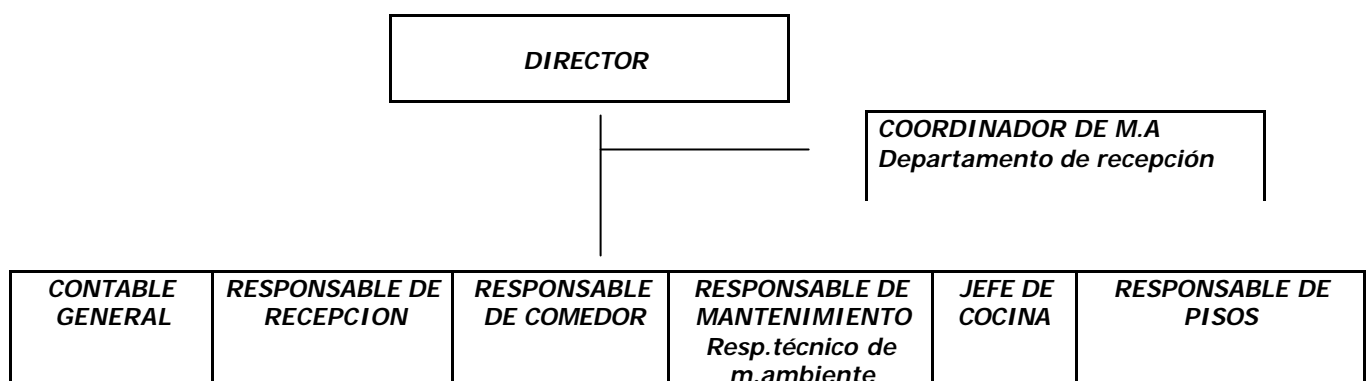 DIRECTOR
COORDINADOR DE M.A
Departamento de recepción
CONTABLE
GENERAL
RESPONSABLE DE
RECEPCION
RESPONSABLE
DE COMEDOR
RESPONSABLE DE
MANTENIMIENTO
Resp.técnico de
m.ambiente
JEFE DE
COCINA
RESPONSABLE DE
PISOS